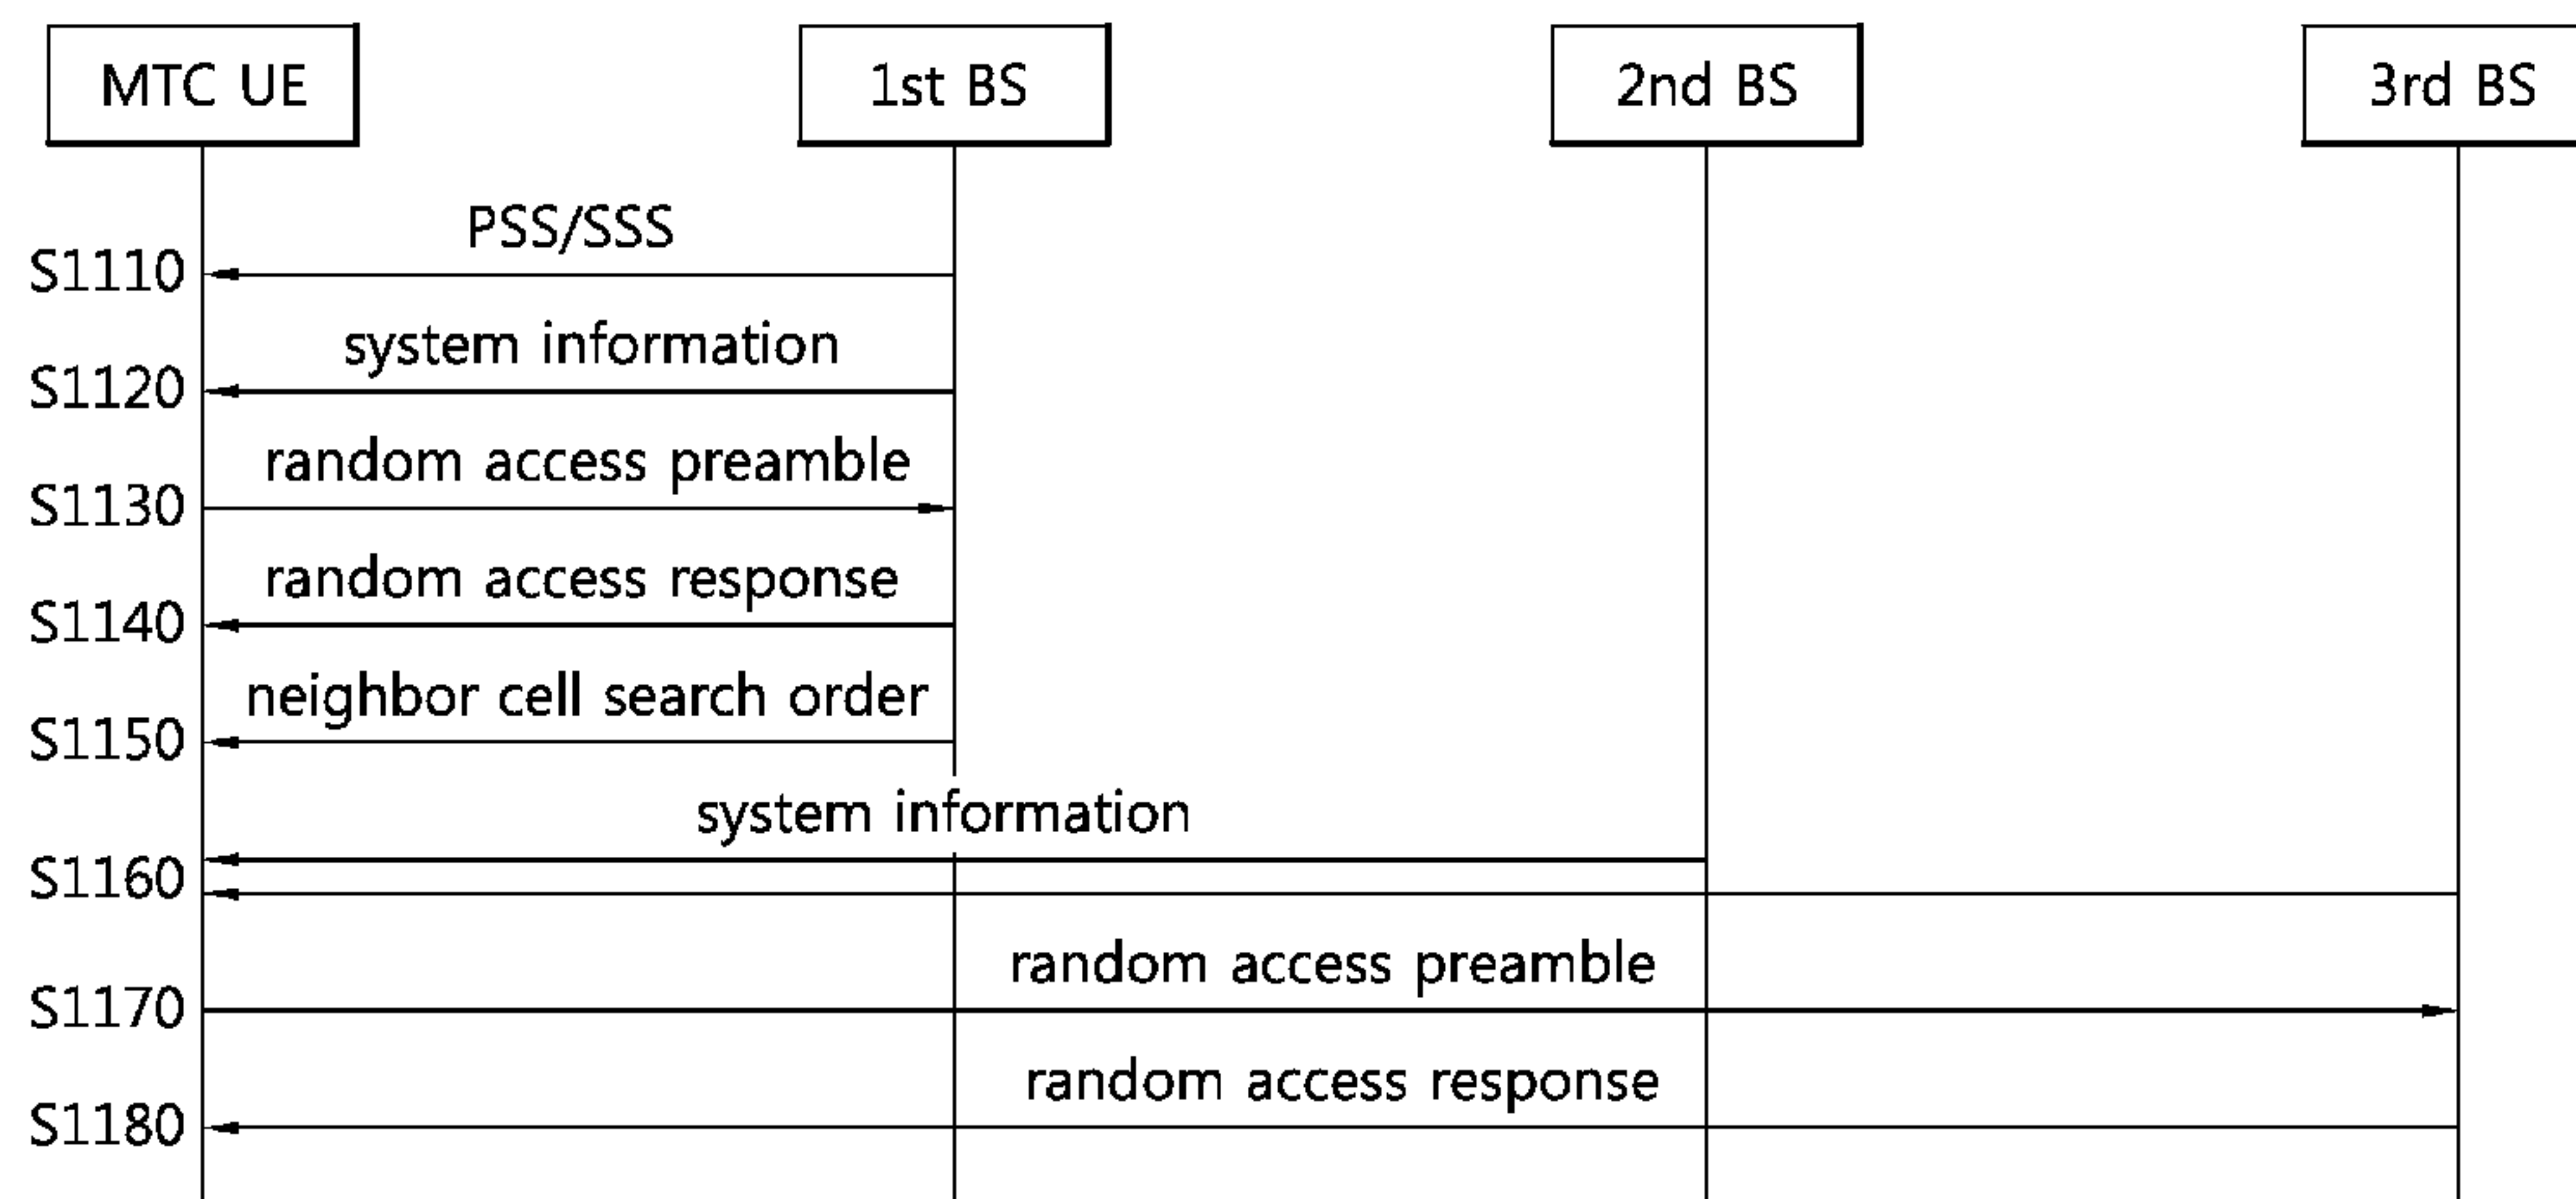 MTC UE
1st BS
2nd BS
3rd BS
PSS/SSS
S1110
system information
S1120
random access preamble
S1130
random access response
S1140
neighbor cell search order
S1150
system information
S1160
random access preamble
S1170
random access response
S1180